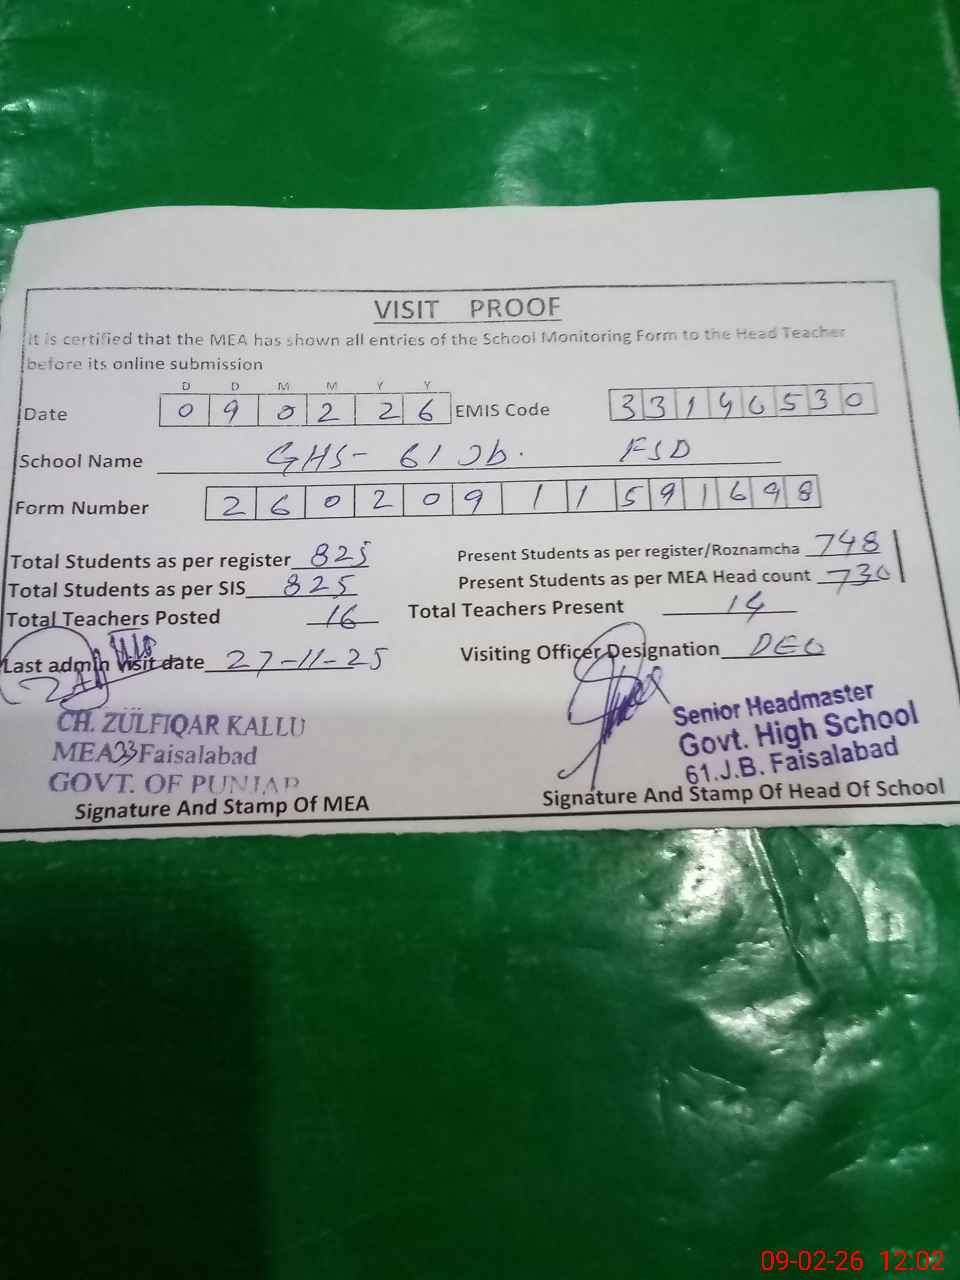 VISIT PROOF
It is certified that the MEA has shown all entries of the School Monitoring Form to the Head Teacher
before its online submission
D D M M Y Y
Date 0 9 0 2 2 6 EMIS Code 3 3 1 4 0 5 3 0
School Name GHS- 61 Jb. FSD
Form Number 2 6 0 2 0 9 1 1 5 9 1 6 9 8
Total Students as per register 825 Present Students as per register/Roznamcha 748
Total Students as per SIS 825 Present Students as per MEA Head count 730
Total Teachers Posted 16 Total Teachers Present 14
Last admin visit date 27-11-25 Visiting Officer Designation DEO
CH. ZULFIQAR KALLU
MEA 33 Faisalabad
GOVT. OF PUNJAB
Signature And Stamp Of MEA
Senior Headmaster
Govt. High School
61.J.B. Faisalabad
Signature And Stamp Of Head Of School
09-02-26 12:02